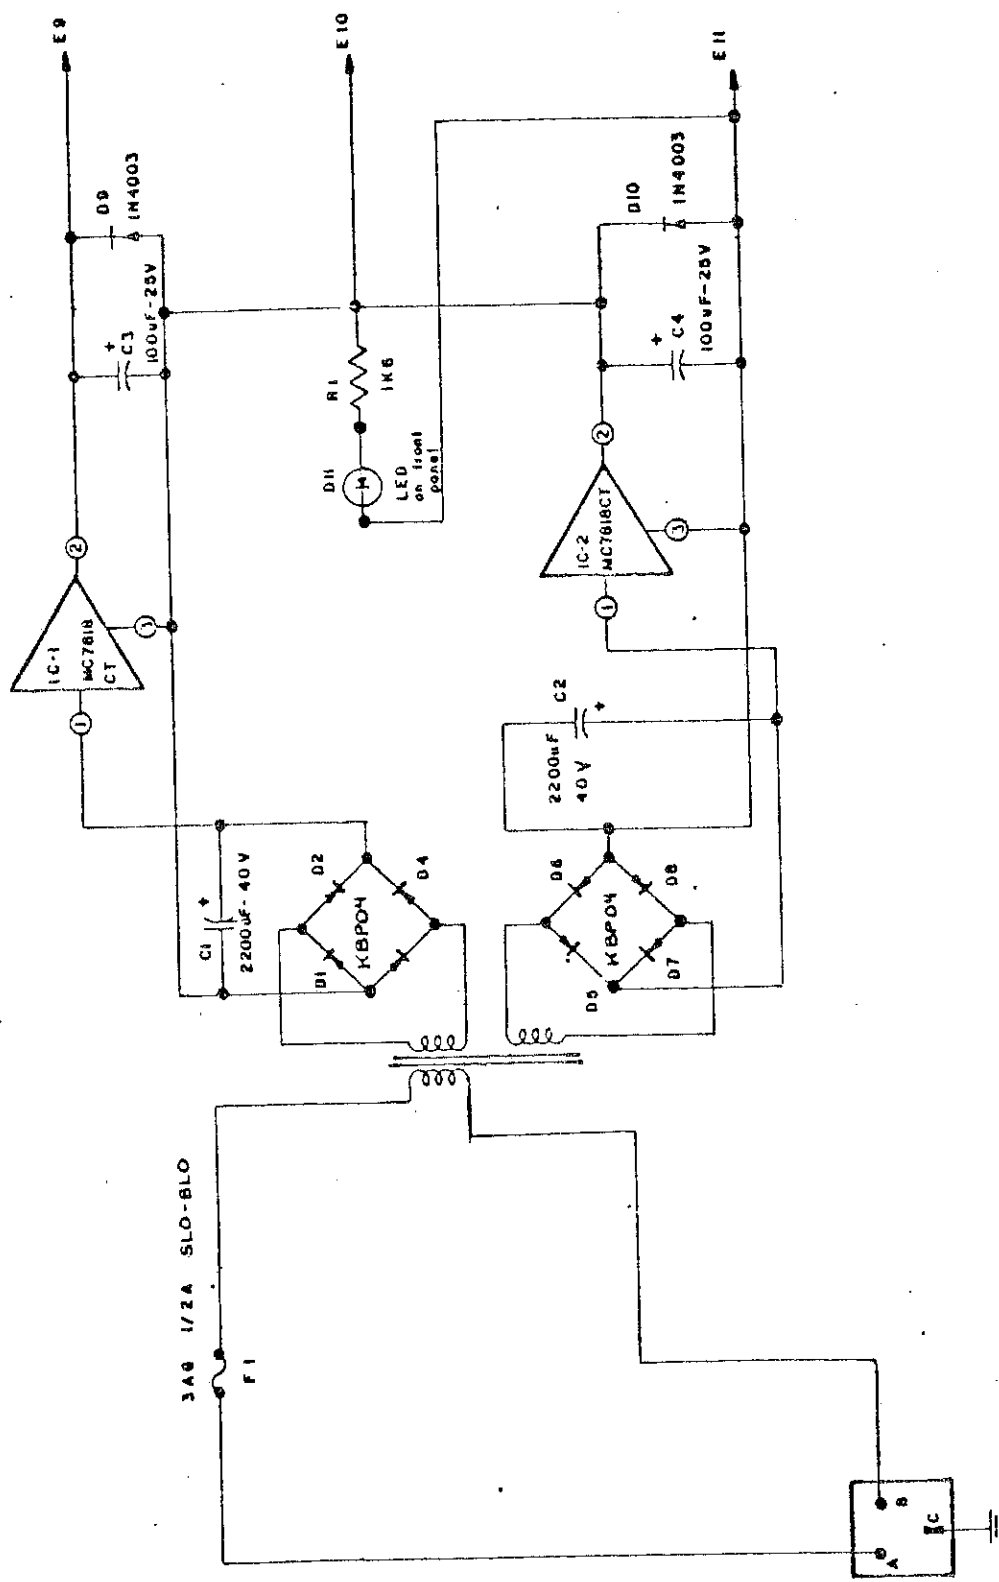 3AG 1/2A SLO-BLO
F1
A
B
C
C1
+
2200uF-40V
D1
D2
KBP04
D4
D5
D6
KBP04
D7
D8
2200uF
40V
C2
+
1
IC-1
MC7818
CT
2
3
1
IC-2
MC7818CT
2
3
D11
LED
on front
panel
R1
1K6
+
C3
100uF-25V
D9
1N4003
+
C4
100uF-25V
D10
1N4003
E9
E10
E11